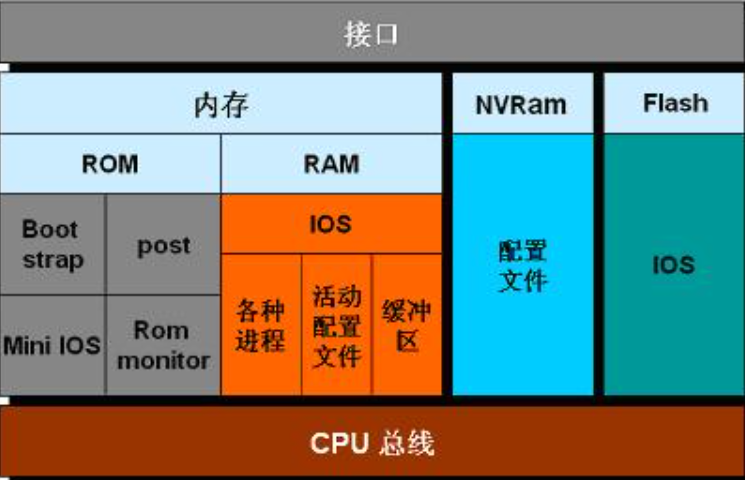 接口
内存
NVRam
Flash
ROM
RAM
Boot
strap
post
IOS
Mini IOS
Rom
monitor
各种
进程
活动
配置
文件
缓冲
区
配置
文件
IOS
CPU 总线